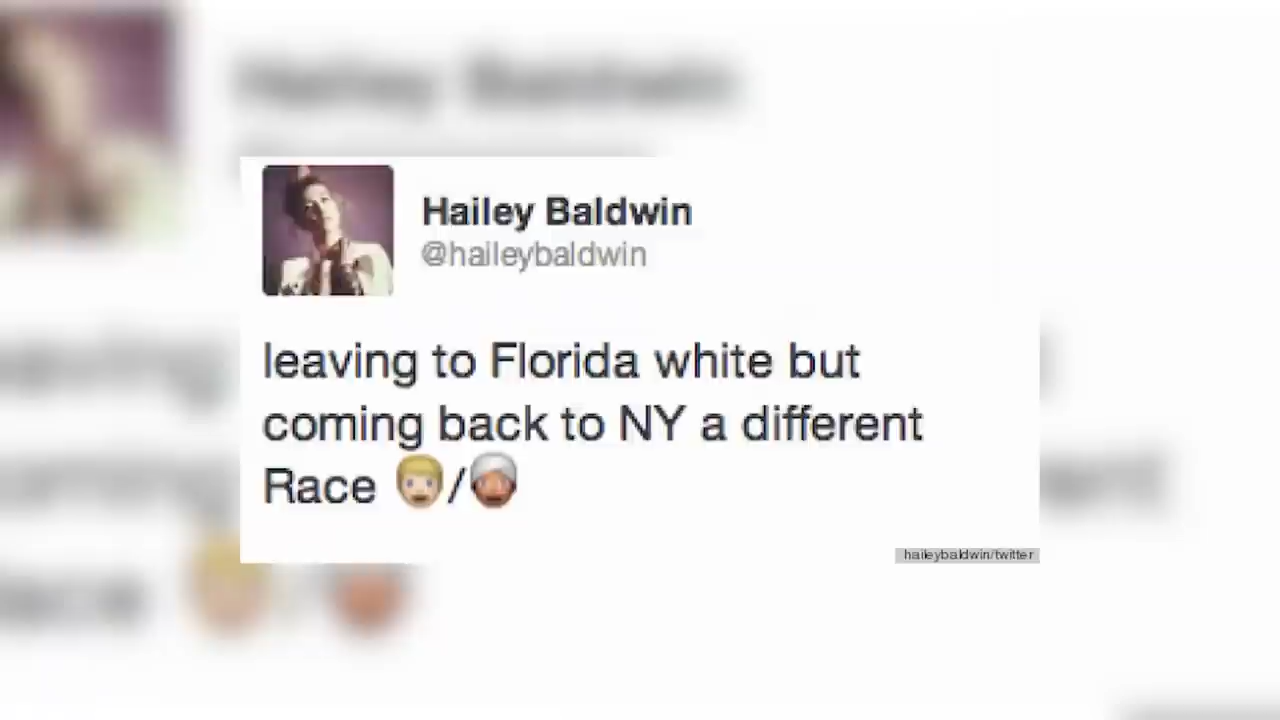 Hailey Baldwin
@haileybaldwin
leaving to Florida white but
coming back to NY a different
Race 👱/👳
haileybaldwin/twitter